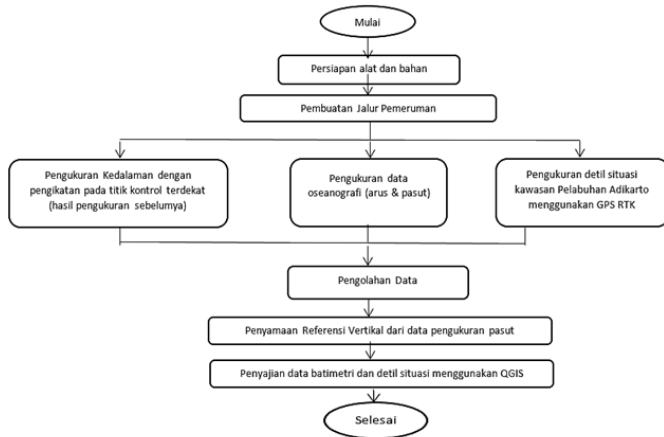 Mulai
Persiapan alat dan bahan
Pembuatan Jalur Pemeruman
Pengukuran Kedalaman dengan
pengikatan pada titik kontrol terdekat
(hasil pengukuran sebelumya)
Pengukuran data
oseanografi (arus & pasut)
Pengukuran detil situasi
kawasan Pelabuhan Adikarto
menggunakan GPS RTK
Pengolahan Data
Penyamaan Referensi Vertikal dari data pengukuran pasut
Penyajian data batimetri dan detil situasi menggunakan QGIS
Selesai